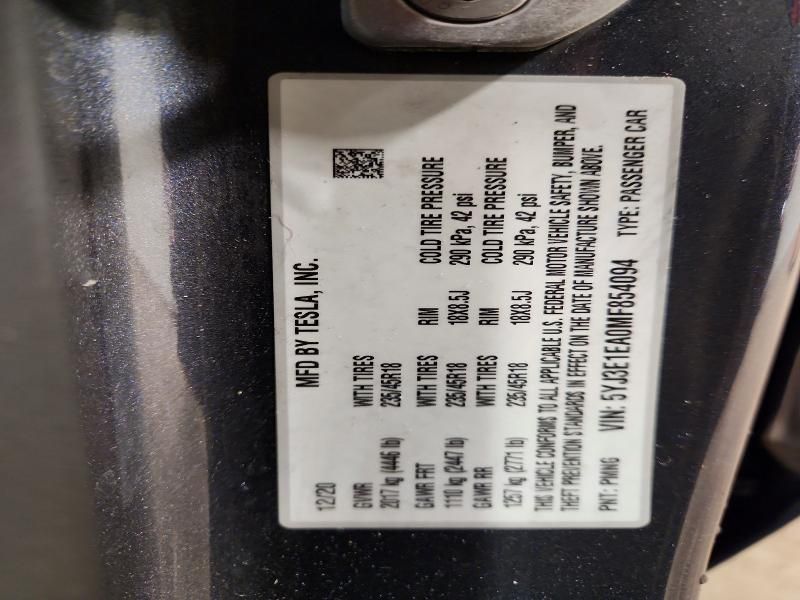 MFD BY TESLA, INC.
12/20
GVWR WITH TIRES
2017 kg (4446 lb) 235/45R18
GAWR FRT WITH TIRES RIM COLD TIRE PRESSURE
1110 kg (2447 lb) 235/45R18 18X8.5J 290 kPa, 42 psi
GAWR RR WITH TIRES RIM COLD TIRE PRESSURE
1257 kg (2771 lb) 235/45R18 18X8.5J 290 kPa, 42 psi
THIS VEHICLE CONFORMS TO ALL APPLICABLE U.S. FEDERAL MOTOR VEHICLE SAFETY, BUMPER, AND
THEFT PREVENTION STANDARDS IN EFFECT ON THE DATE OF MANUFACTURE SHOWN ABOVE.
PNT: PMNG VIN: 5YJ3E1EA0MF854094 TYPE: PASSENGER CAR